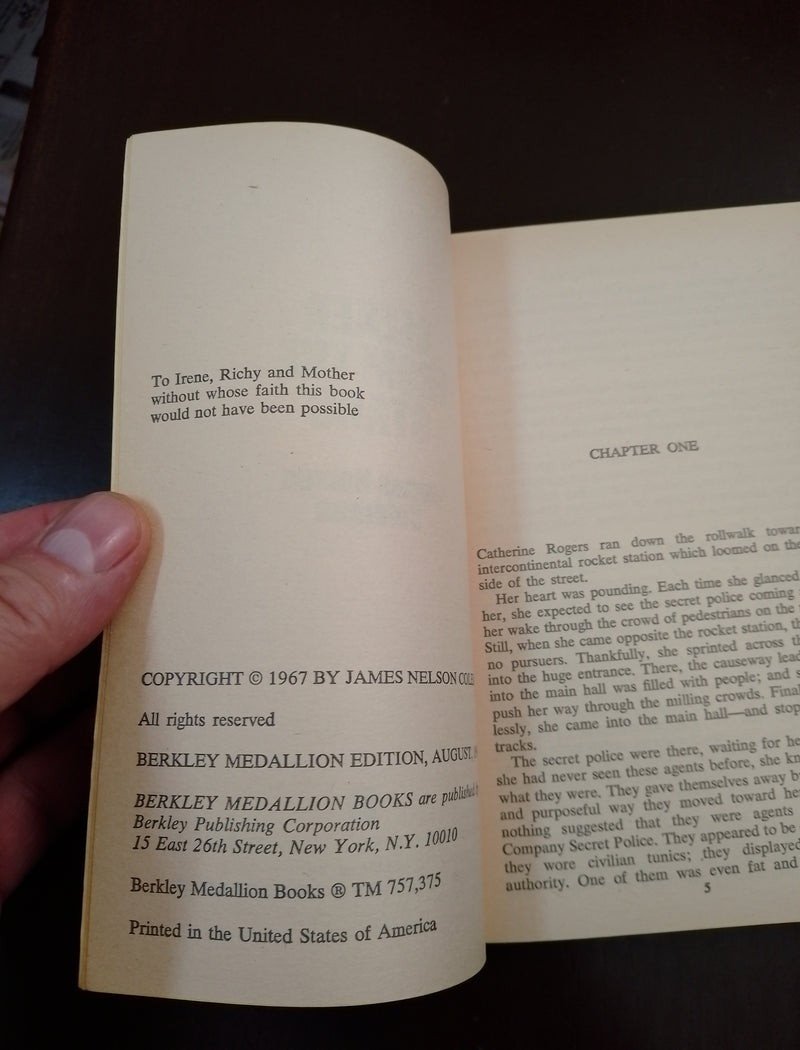 To Irene, Richy and Mother
without whose faith this book
would not have been possible
COPYRIGHT © 1967 BY JAMES NELSON
All rights reserved
BERKLEY MEDALLION EDITION, AUGUST,
BERKLEY MEDALLION BOOKS are published
Berkley Publishing Corporation
15 East 26th Street, New York, N.Y. 10010
Berkley Medallion Books ® TM 757,375
Printed in the United States of America
CHAPTER ONE
Catherine Rogers ran down the rollwalk
intercontinental rocket station which loomed on the
side of the street.
Her heart was pounding. Each time she glanced
her, she expected to see the secret police coming
her wake through the crowd of pedestrians on the
Still, when she came opposite the rocket station,
no pursuers. Thankfully, she sprinted across
into the huge entrance. There, the causeway
into the main hall was filled with people; and
push her way through the milling crowds.
lessly, she came into the main hall—and
tracks.
The secret police were there, waiting for
she had never seen these agents before, she
what they were. They gave themselves away
and purposeful way they moved toward
nothing suggested that they were agents
Company Secret Police. They appeared to be
they wore civilian tunics; they displayed
authority. One of them was even fat and
5